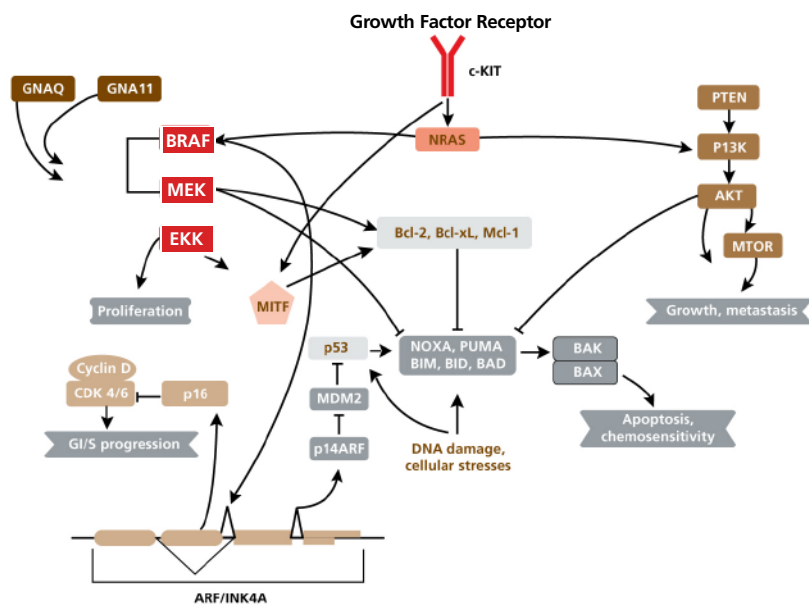 Growth Factor Receptor
c-KIT
GNAQ
GNA11
PTEN
BRAF
NRAS
P13K
MEK
AKT
EKK
Bcl-2, Bcl-xL, Mcl-1
MTOR
Proliferation
MITF
Growth, metastasis
p53
NOXA, PUMA
BIM, BID, BAD
BAK
BAX
Cyclin D
CDK 4/6
p16
MDM2
Apoptosis,
chemosensitivity
GI/S progression
p14ARF
DNA damage,
cellular stresses
ARF/INK4A